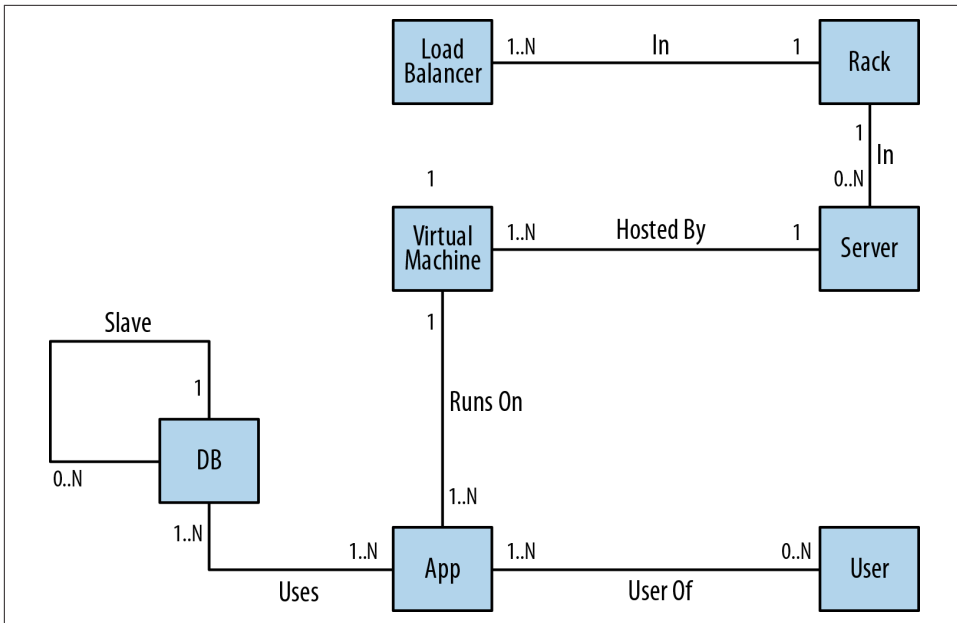 Load
Balancer
1..N
In
1
Rack
1
In
0..N
1
Virtual
Machine
1..N
Hosted By
1
Server
1
Slave
1
Runs On
DB
0..N
1..N
1..N
1..N
App
1..N
0..N
User
Uses
User Of